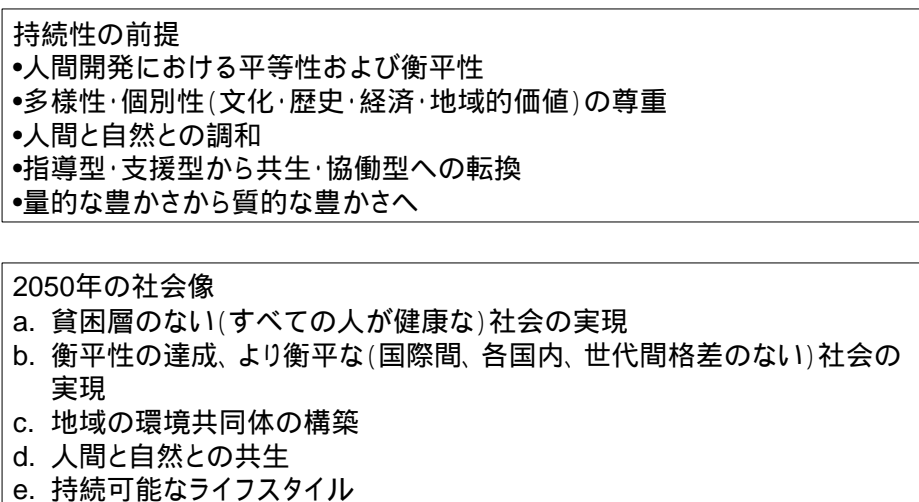 持続性の前提
•人間開発における平等性および衡平性
•多様性･個別性(文化･歴史･経済･地域的価値)の尊重
•人間と自然との調和
•指導型･支援型から共生･協働型への転換
•量的な豊かさから質的な豊かさへ
2050年の社会像
a. 貧困層のない(すべての人が健康な)社会の実現
b. 衡平性の達成、より衡平な(国際間、各国内、世代間格差のない)社会の
実現
c. 地域の環境共同体の構築
d. 人間と自然との共生
e. 持続可能なライフスタイル